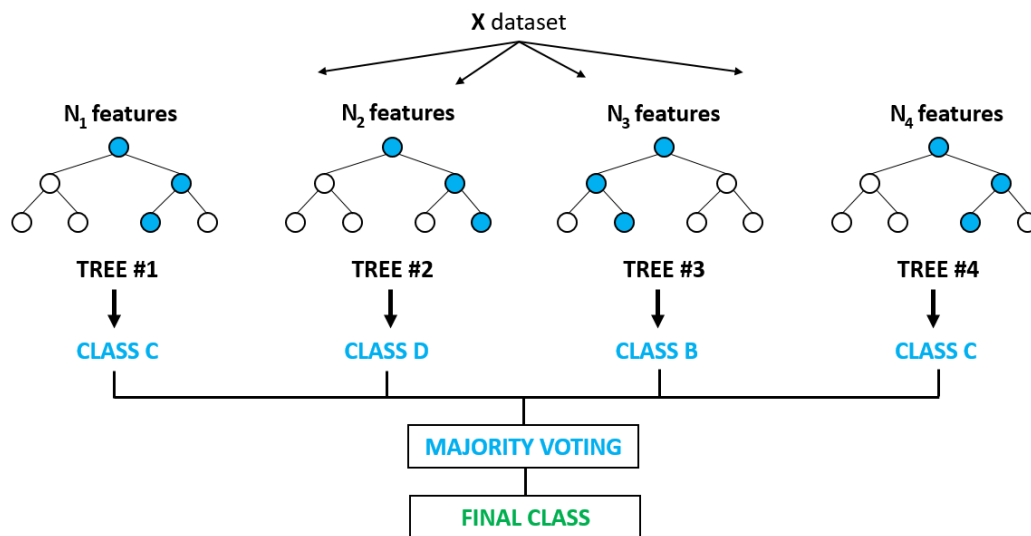 X dataset
N₁ features
N₂ features
N₃ features
N₄ features
TREE #1
TREE #2
TREE #3
TREE #4
CLASS C
CLASS D
CLASS B
CLASS C
MAJORITY VOTING
FINAL CLASS